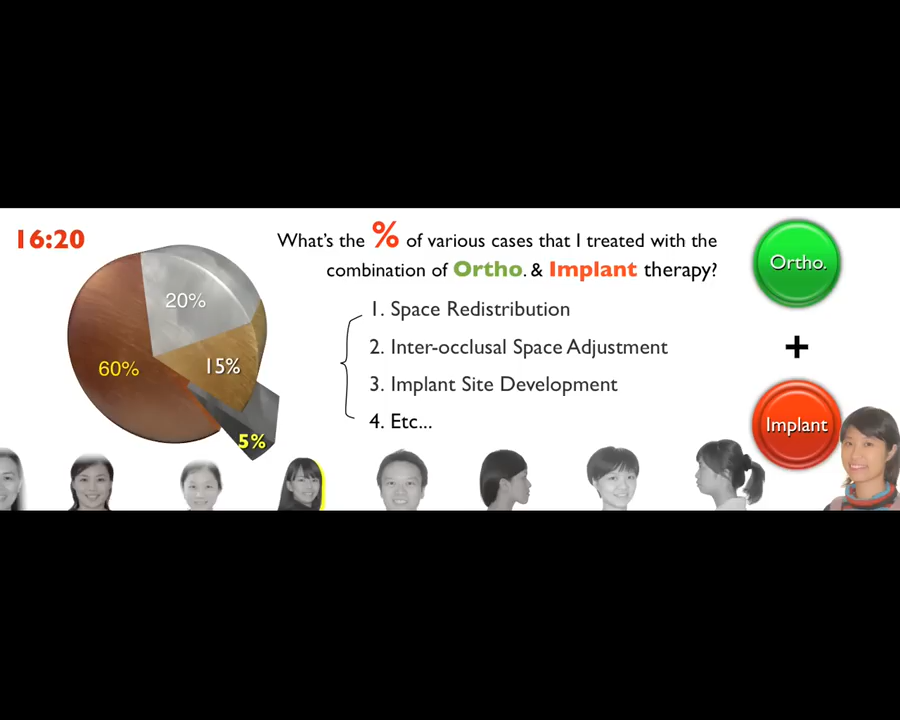 16:20
What's the % of various cases that I treated with the
combination of Ortho. & Implant therapy?
1. Space Redistribution
2. Inter-occlusal Space Adjustment
3. Implant Site Development
4. Etc...
20%
60%
15%
5%
Ortho.
+
Implant